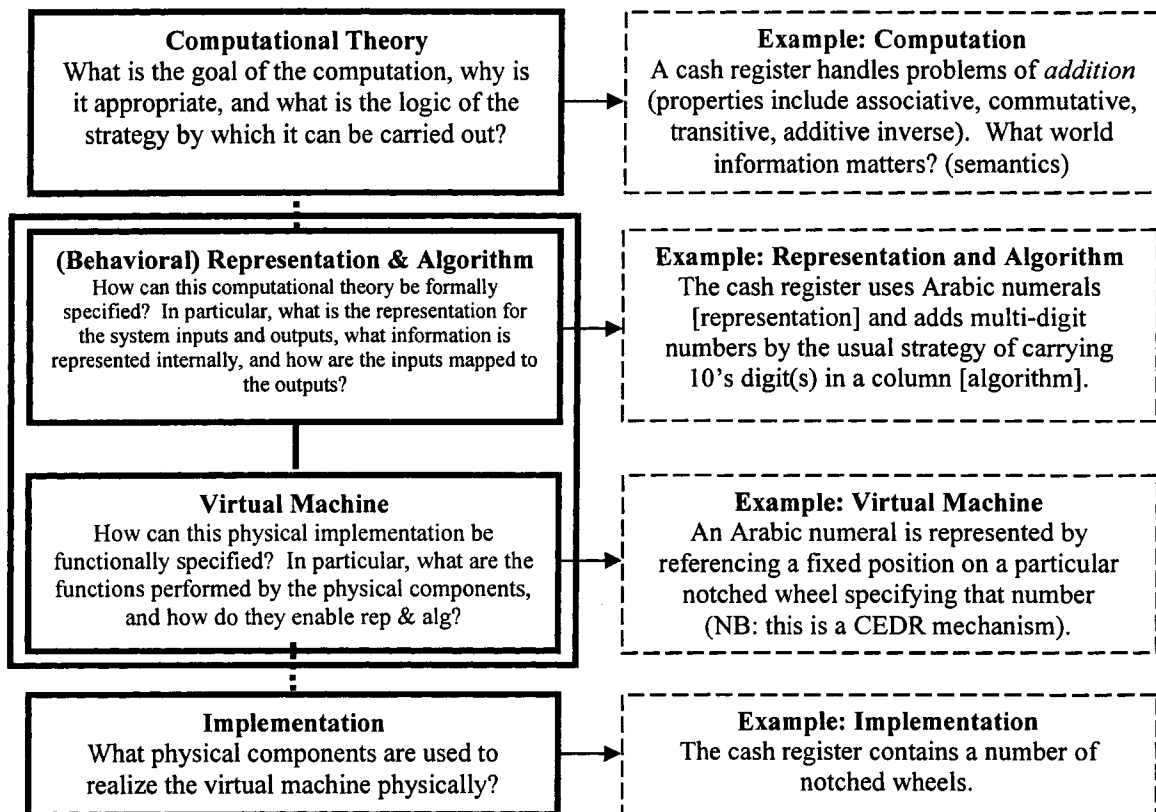 Computational Theory
What is the goal of the computation, why is
it appropriate, and what is the logic of the
strategy by which it can be carried out?
Example: Computation
A cash register handles problems of addition
(properties include associative, commutative,
transitive, additive inverse). What world
information matters? (semantics)
(Behavioral) Representation & Algorithm
How can this computational theory be formally
specified? In particular, what is the representation for
the system inputs and outputs, what information is
represented internally, and how are the inputs mapped to
the outputs?
Example: Representation and Algorithm
The cash register uses Arabic numerals
[representation] and adds multi-digit
numbers by the usual strategy of carrying
10's digit(s) in a column [algorithm].
Virtual Machine
How can this physical implementation be
functionally specified? In particular, what are the
functions performed by the physical components,
and how do they enable rep & alg?
Example: Virtual Machine
An Arabic numeral is represented by
referencing a fixed position on a particular
notched wheel specifying that number
(NB: this is a CEDR mechanism).
Implementation
What physical components are used to
realize the virtual machine physically?
Example: Implementation
The cash register contains a number of
notched wheels.